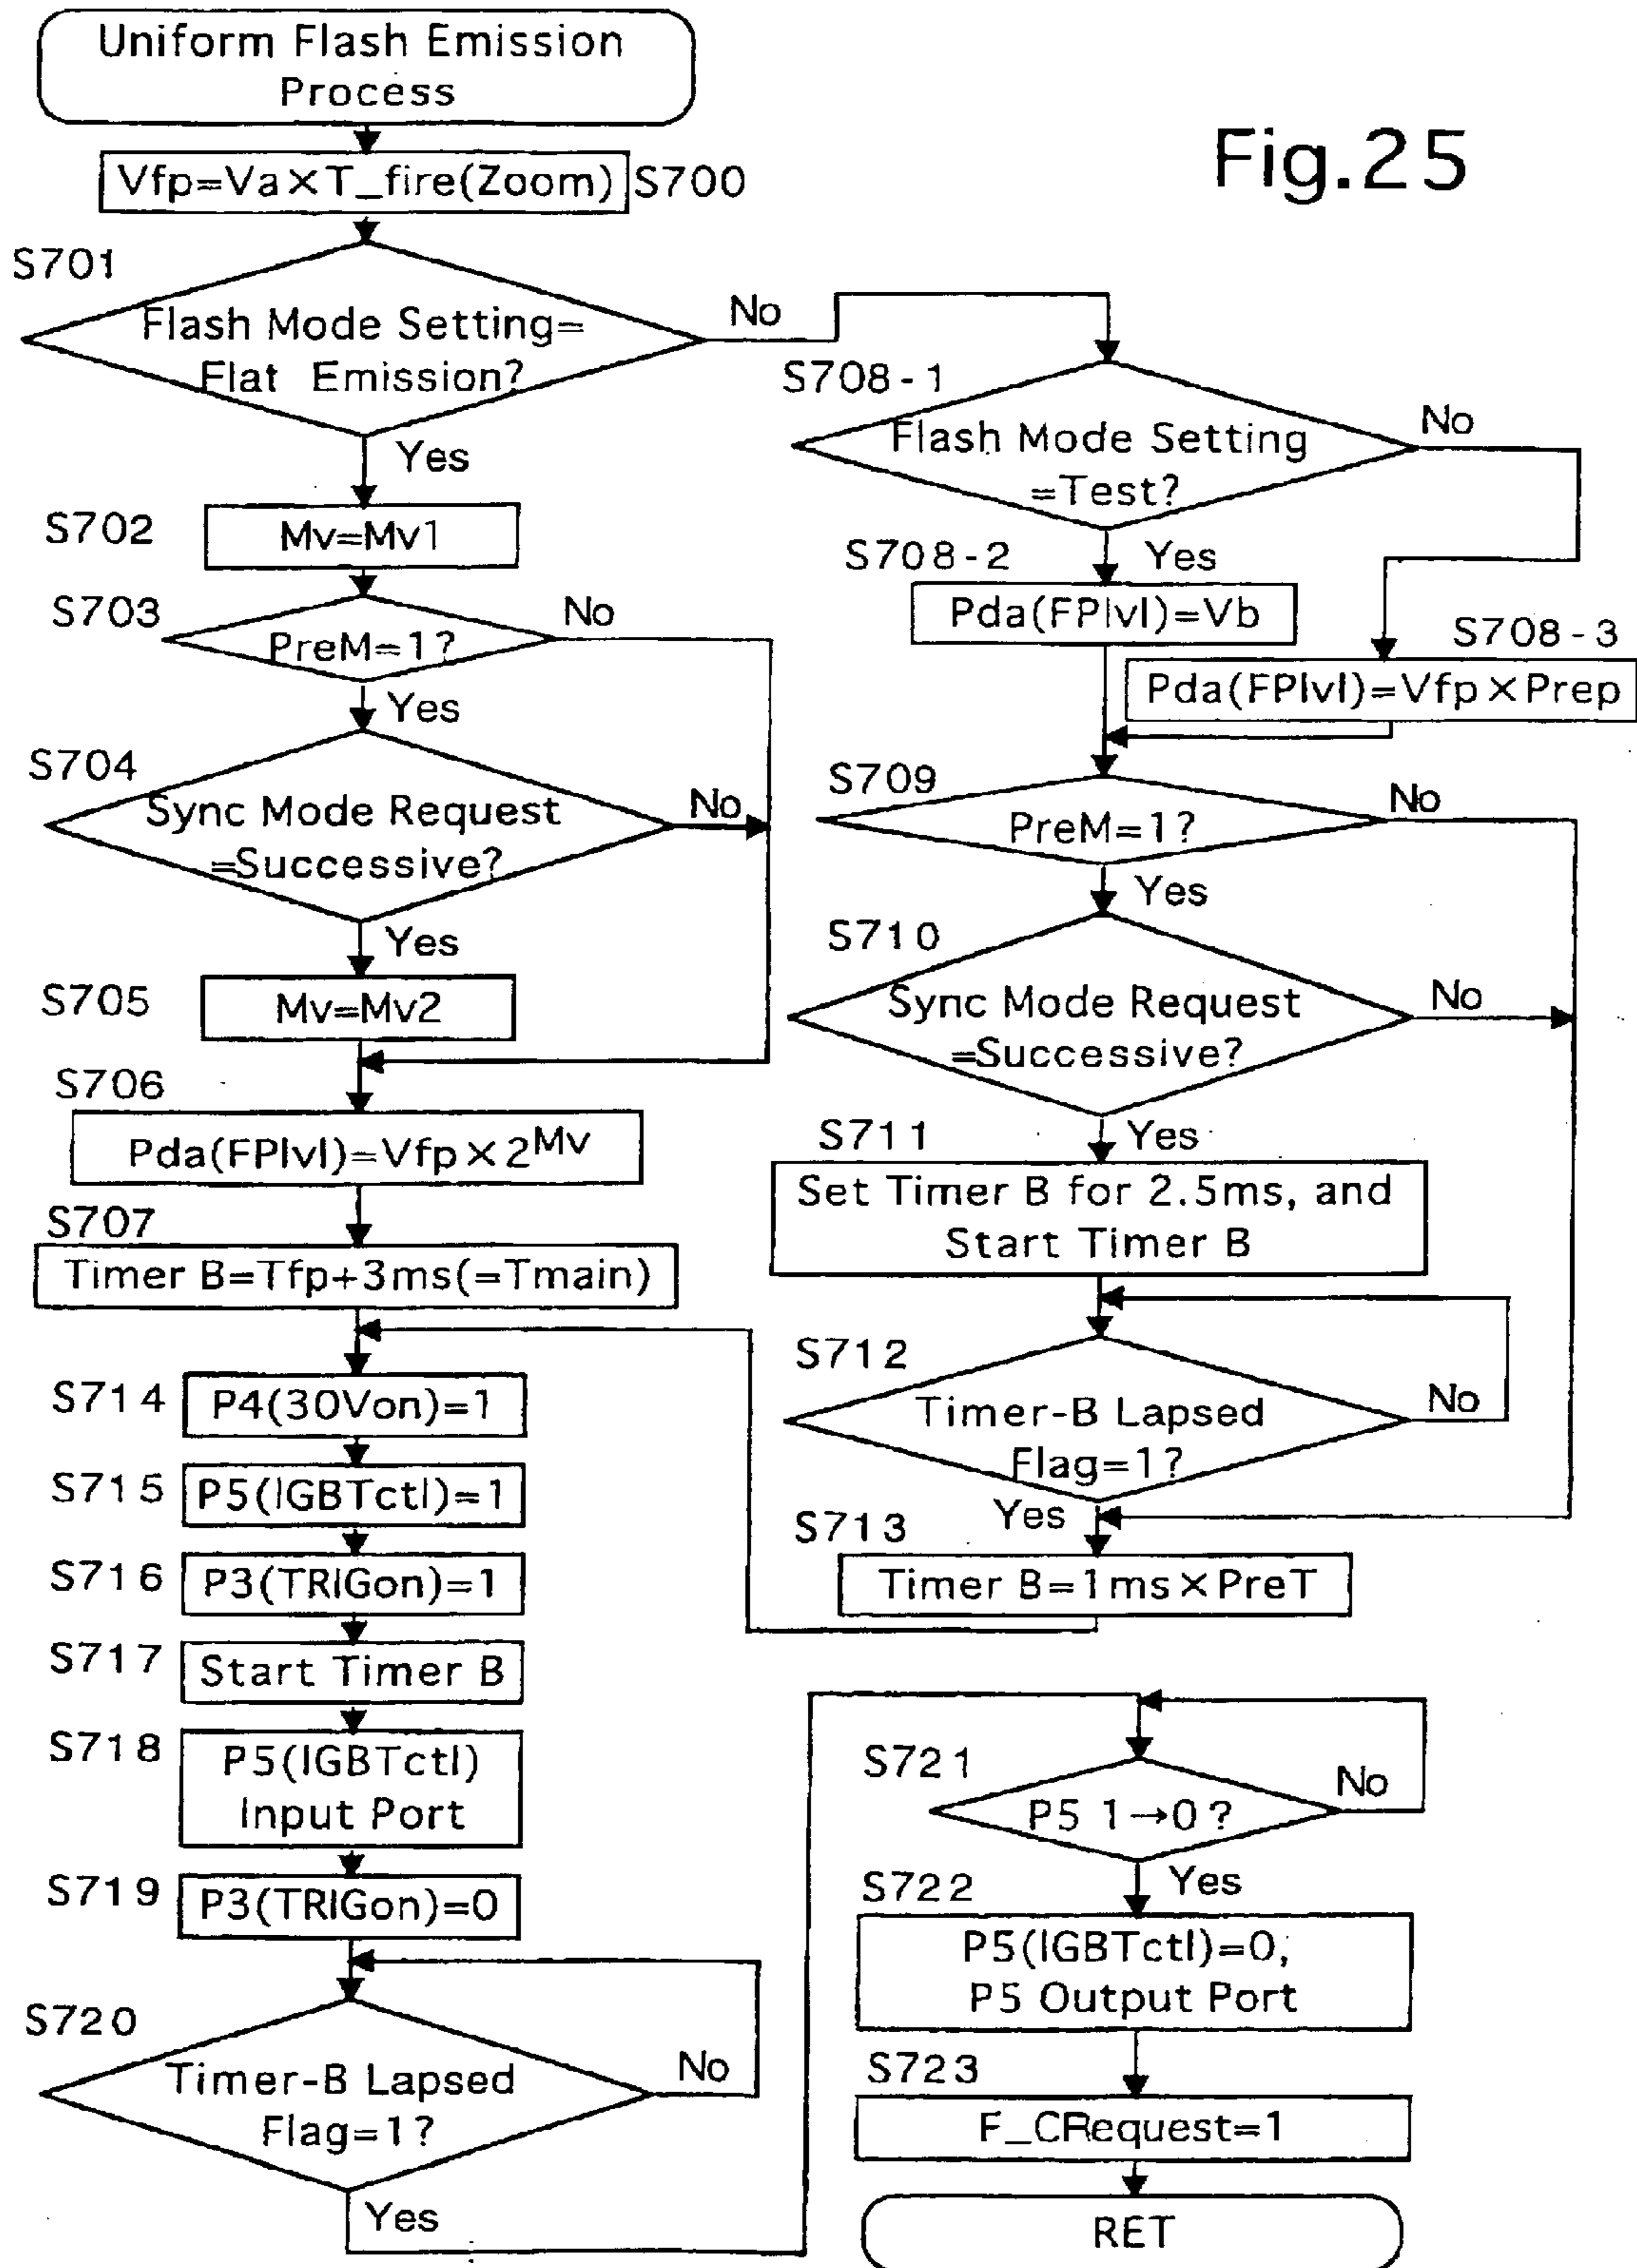 Uniform Flash Emission
Process
Fig.25
Vfp=Va×T_fire(Zoom)
S700
S701
Flash Mode Setting=
Flat Emission?
No
Yes
S702
Mv=Mv1
S703
PreM=1?
No
Yes
S704
Sync Mode Request
=Successive?
No
Yes
S705
Mv=Mv2
S706
Pda(FPlvl)=Vfp×2^Mv
S707
Timer B=Tfp+3ms(=Tmain)
S708-1
Flash Mode Setting
=Test?
No
Yes
S708-2
Pda(FPlvl)=Vb
S708-3
Pda(FPlvl)=Vfp×Prep
S709
PreM=1?
No
Yes
S710
Sync Mode Request
=Successive?
No
Yes
S711
Set Timer B for 2.5ms, and
Start Timer B
S712
Timer-B Lapsed
Flag=1?
No
Yes
S713
Timer B=1ms×PreT
S714
P4(30Von)=1
S715
P5(IGBTctl)=1
S716
P3(TRIGon)=1
S717
Start Timer B
S718
P5(IGBTctl)
Input Port
S719
P3(TRIGon)=0
S720
Timer-B Lapsed
Flag=1?
No
Yes
S721
P5 1→0?
No
Yes
S722
P5(IGBTctl)=0,
P5 Output Port
S723
F_CRequest=1
RET